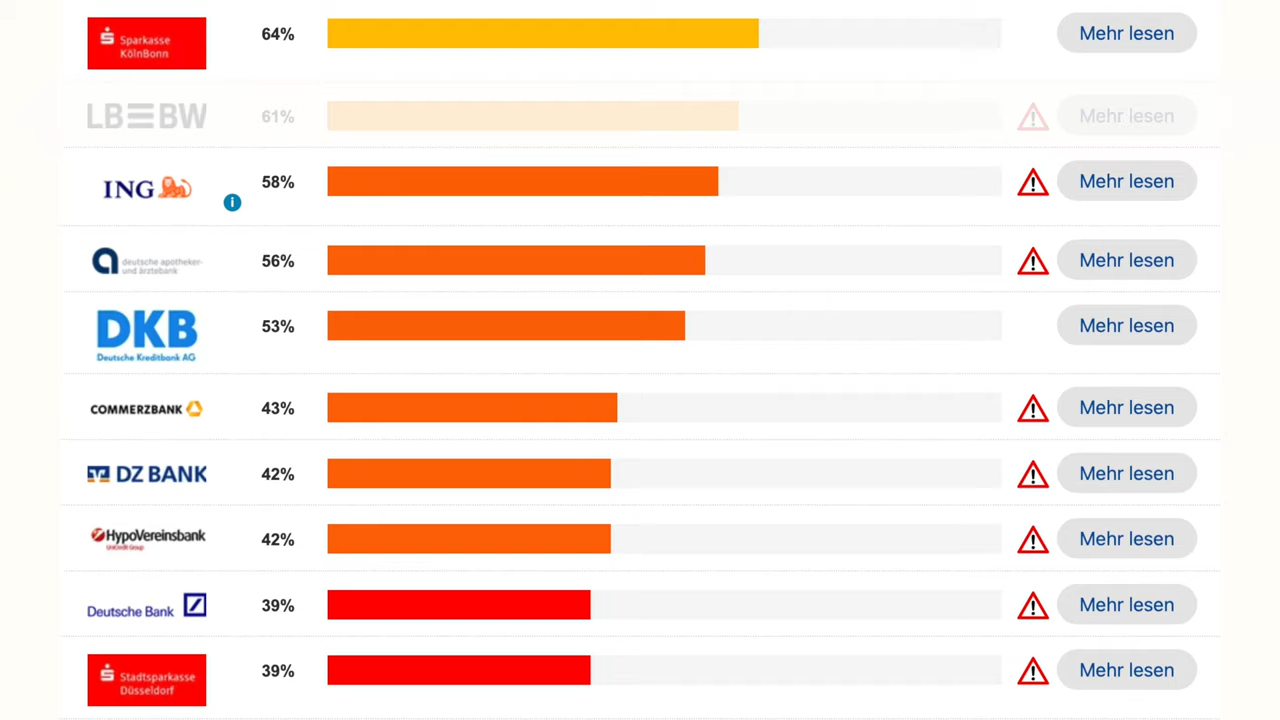 Sparkasse
KölnBonn
64%
Mehr lesen
LBBW
61%
Mehr lesen
ING
i
58%
Mehr lesen
deutsche apotheker-
und ärztebank
56%
Mehr lesen
DKB
Deutsche Kreditbank AG
53%
Mehr lesen
COMMERZBANK
43%
Mehr lesen
DZ BANK
42%
Mehr lesen
HypoVereinsbank
UniCredit Group
42%
Mehr lesen
Deutsche Bank
39%
Mehr lesen
Stadtsparkasse
Düsseldorf
39%
Mehr lesen